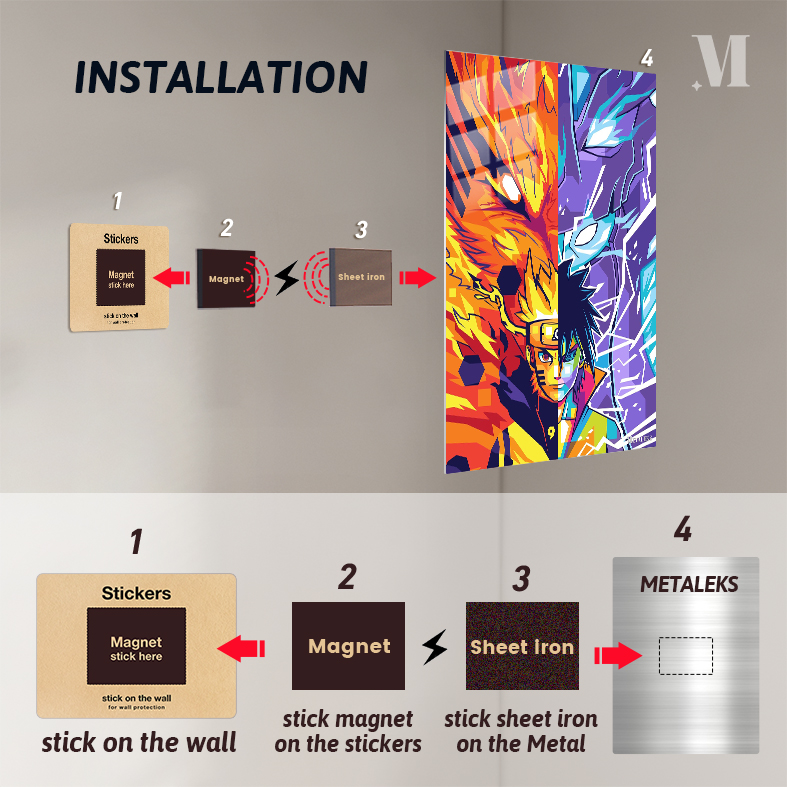 INSTALLATION
M
4
1
2
3
Stickers
Magnet
stick here
stick on the wall
for wall protection
Magnet
Sheet iron
9
1
2
3
4
Stickers
Magnet
stick here
stick on the wall
for wall protection
Magnet
Sheet iron
METALEKS
stick on the wall
stick magnet
on the stickers
stick sheet iron
on the Metal